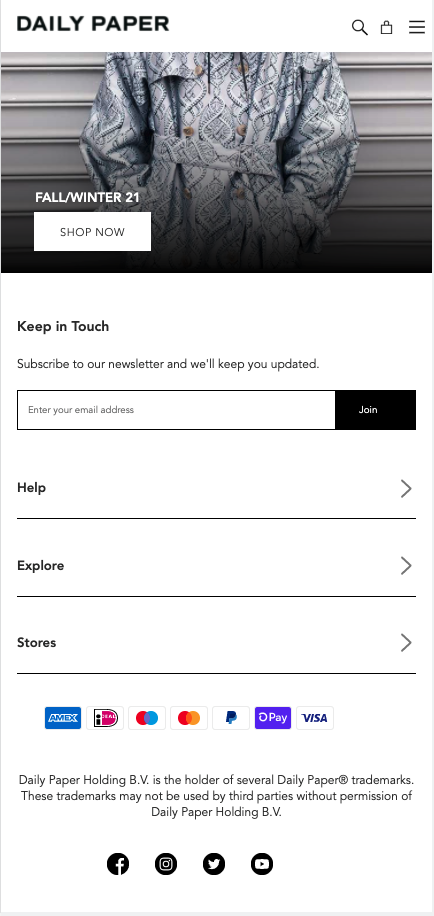 DAILY PAPER
FALL/WINTER 21
SHOP NOW
Keep in Touch
Subscribe to our newsletter and we'll keep you updated.
Enter your email address
Join
Help
Explore
Stores
AMEX
iDEAL
OPay
VISA
Daily Paper Holding B.V. is the holder of several Daily Paper® trademarks.
These trademarks may not be used by third parties without permission of
Daily Paper Holding B.V.